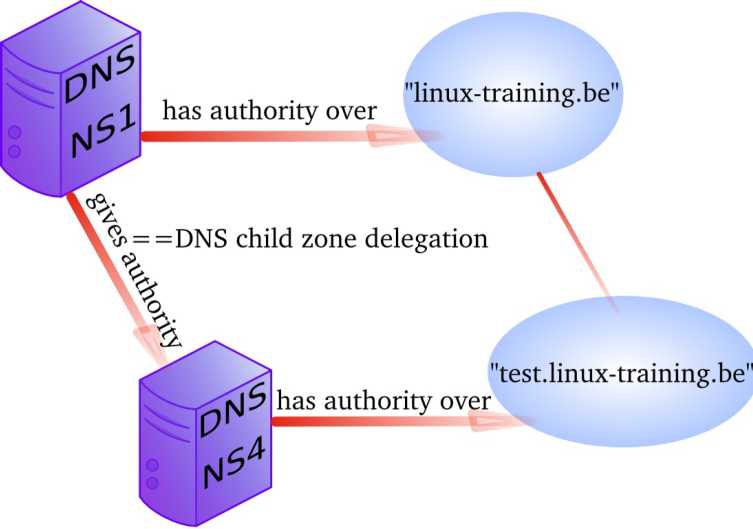 DNS
NS1
has authority over
"linux-training.be"
gives authority
==DNS child zone delegation
DNS
NS4
has authority over
"test.linux-training.be"